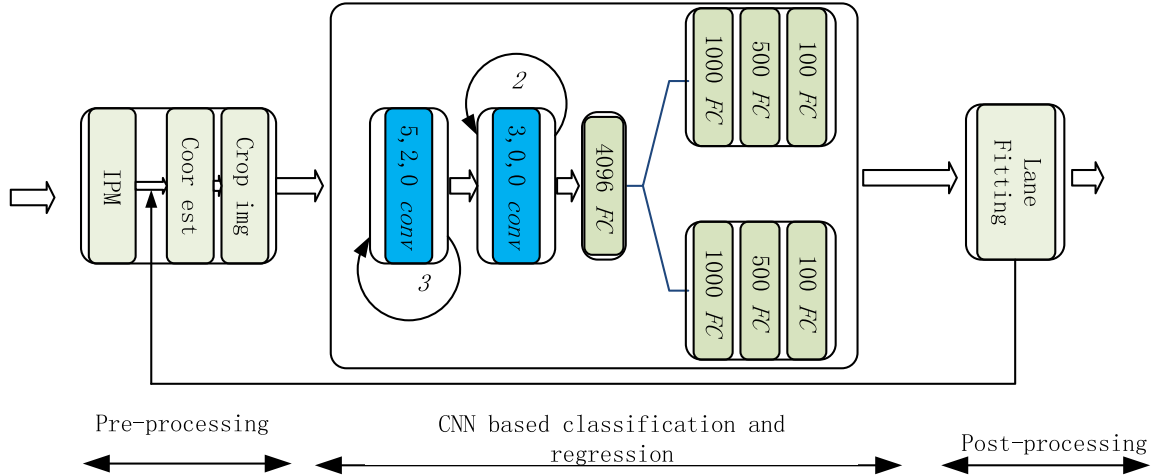 IPM
Coor est
Crop img
5,2,0 conv
3
3,0,0 conv
2
4096 FC
1000 FC
500 FC
100 FC
1000 FC
500 FC
100 FC
Lane
Fitting
Pre-processing
CNN based classification and
regression
Post-processing